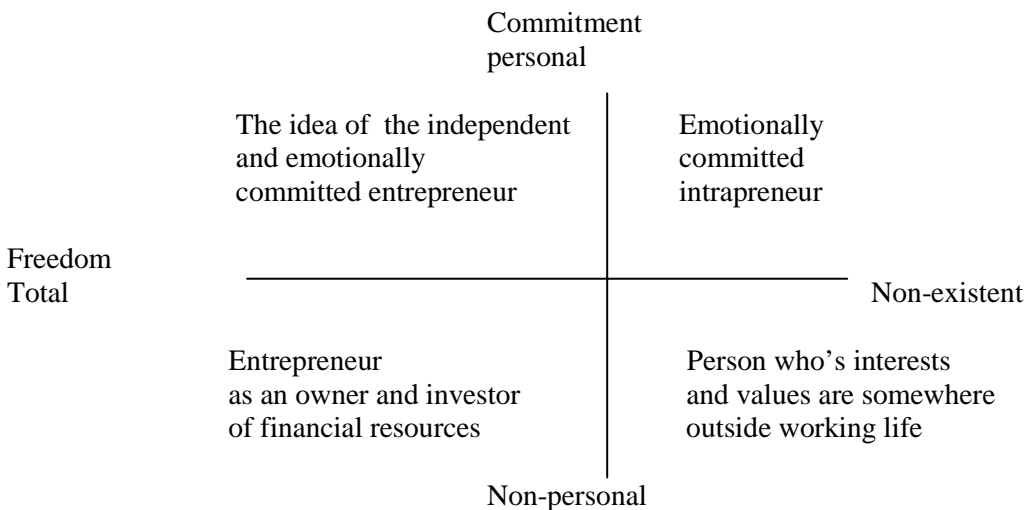 Commitment
personal
The idea of the independent
and emotionally
committed entrepreneur
Emotionally
committed
intrapreneur
Freedom
Total
Non-existent
Entrepreneur
as an owner and investor
of financial resources
Person who’s interests
and values are somewhere
outside working life
Non-personal